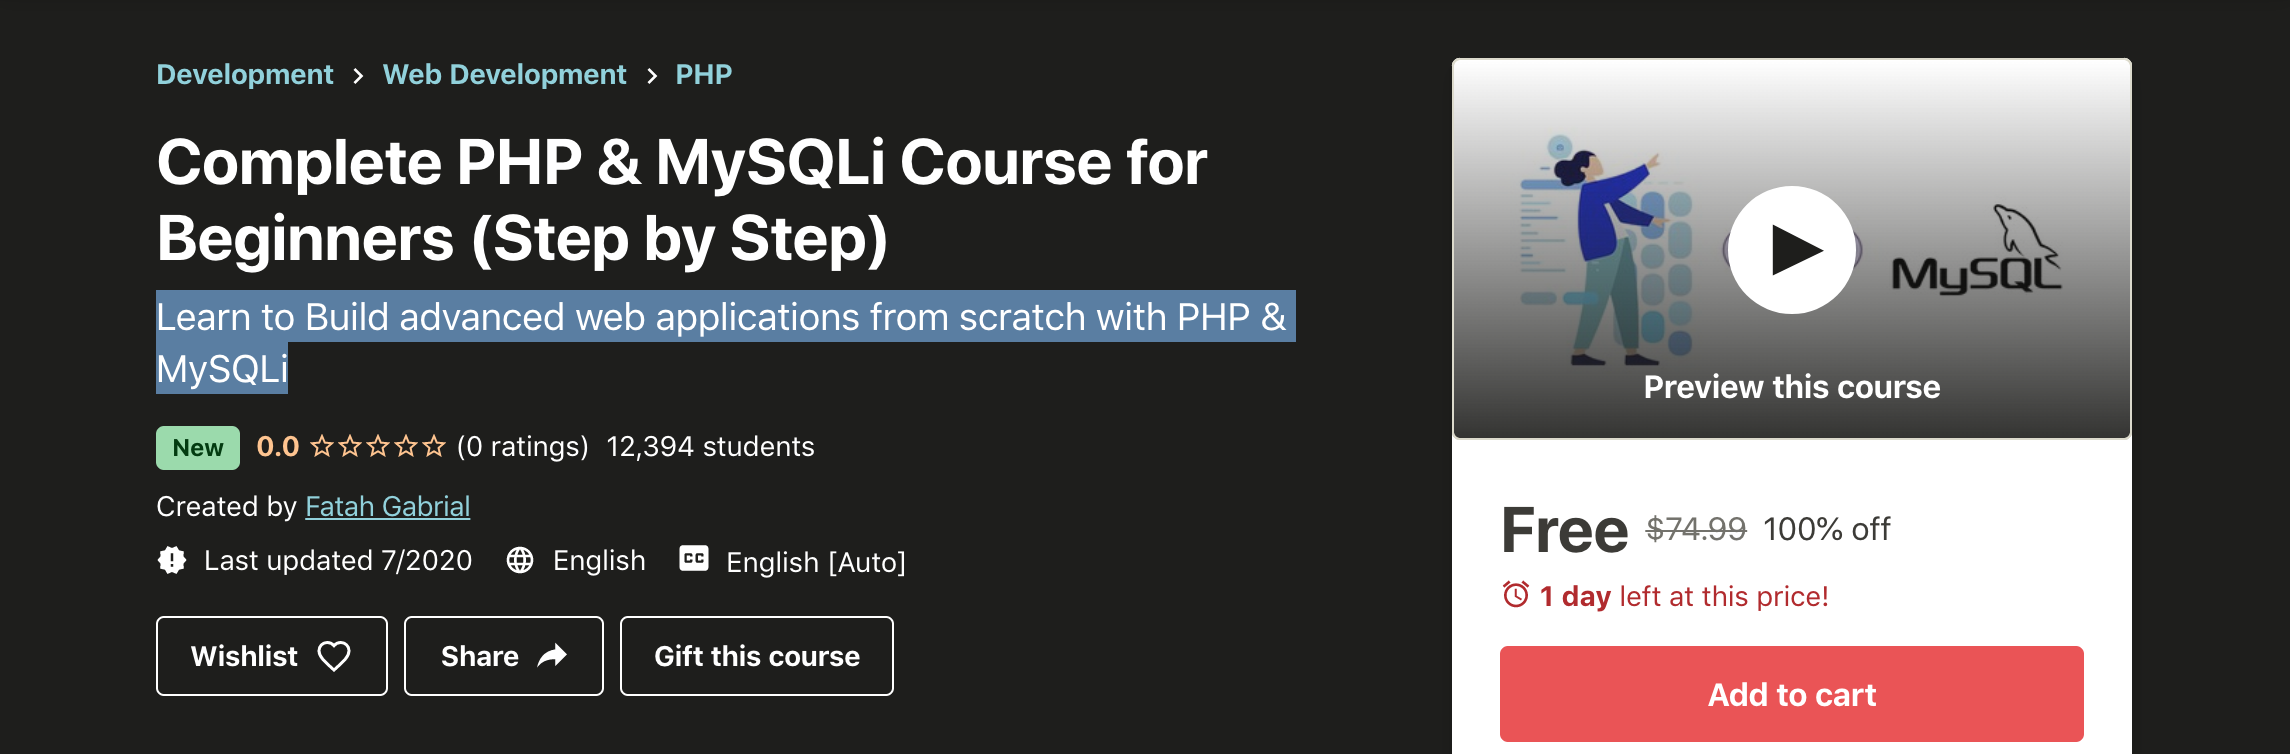 Development > Web Development > PHP
Complete PHP & MySQLi Course for
Beginners (Step by Step)
Learn to Build advanced web applications from scratch with PHP &
MySQLi
New 0.0 (0 ratings) 12,394 students
Created by Fatah Gabrial
Last updated 7/2020 English CC English [Auto]
Wishlist Share Gift this course
MySQL
Preview this course
Free $74.99 100% off
1 day left at this price!
Add to cart